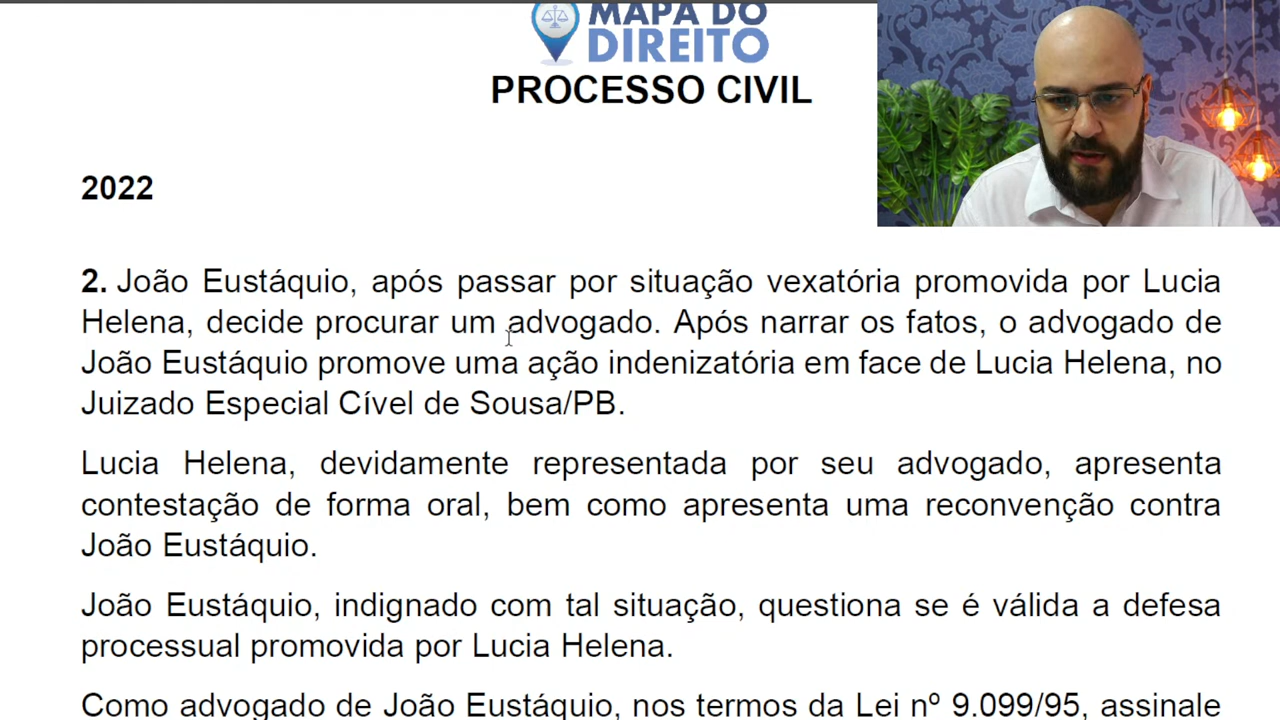 MAPA DO
DIREITO
PROCESSO CIVIL
2022
2. João Eustáquio, após passar por situação vexatória promovida por Lucia
Helena, decide procurar um advogado. Após narrar os fatos, o advogado de
João Eustáquio promove uma ação indenizatória em face de Lucia Helena, no
Juizado Especial Cível de Sousa/PB.
Lucia Helena, devidamente representada por seu advogado, apresenta
contestação de forma oral, bem como apresenta uma reconvenção contra
João Eustáquio.
João Eustáquio, indignado com tal situação, questiona se é válida a defesa
processual promovida por Lucia Helena.
Como advogado de João Eustáquio, nos termos da Lei nº 9.099/95, assinale